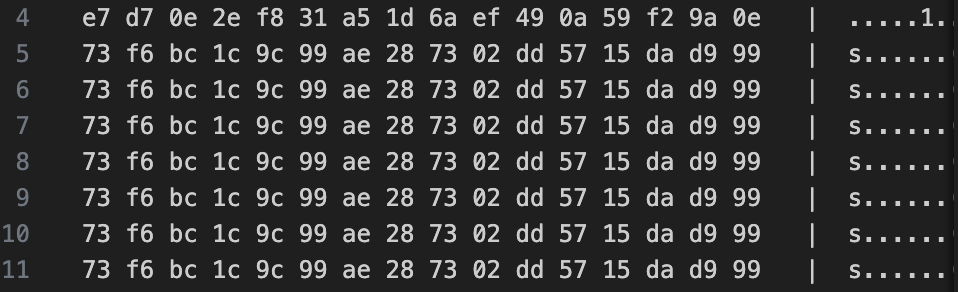 4 e7 d7 0e 2e f8 31 a5 1d 6a ef 49 0a 59 f2 9a 0e | .....1.
5 73 f6 bc 1c 9c 99 ae 28 73 02 dd 57 15 da d9 99 | s......
6 73 f6 bc 1c 9c 99 ae 28 73 02 dd 57 15 da d9 99 | s......
7 73 f6 bc 1c 9c 99 ae 28 73 02 dd 57 15 da d9 99 | s......
8 73 f6 bc 1c 9c 99 ae 28 73 02 dd 57 15 da d9 99 | s......
9 73 f6 bc 1c 9c 99 ae 28 73 02 dd 57 15 da d9 99 | s......
10 73 f6 bc 1c 9c 99 ae 28 73 02 dd 57 15 da d9 99 | s......
11 73 f6 bc 1c 9c 99 ae 28 73 02 dd 57 15 da d9 99 | s......